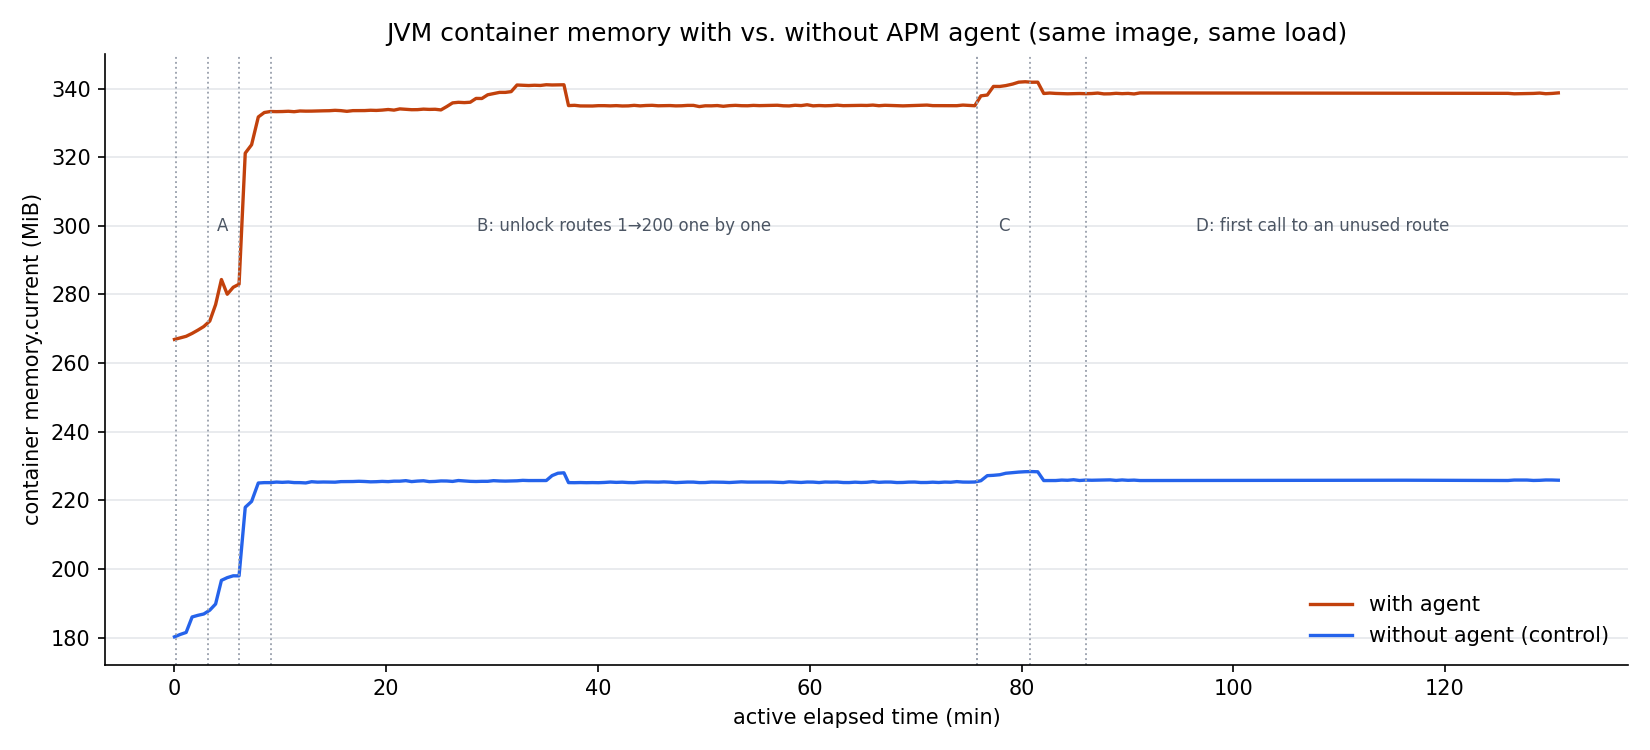 JVM container memory with vs. without APM agent (same image, same load)
container memory.current (MiB)
340
320
300
280
260
240
220
200
180
A
B: unlock routes 1→200 one by one
C
D: first call to an unused route
with agent
without agent (control)
0
20
40
60
80
100
120
active elapsed time (min)